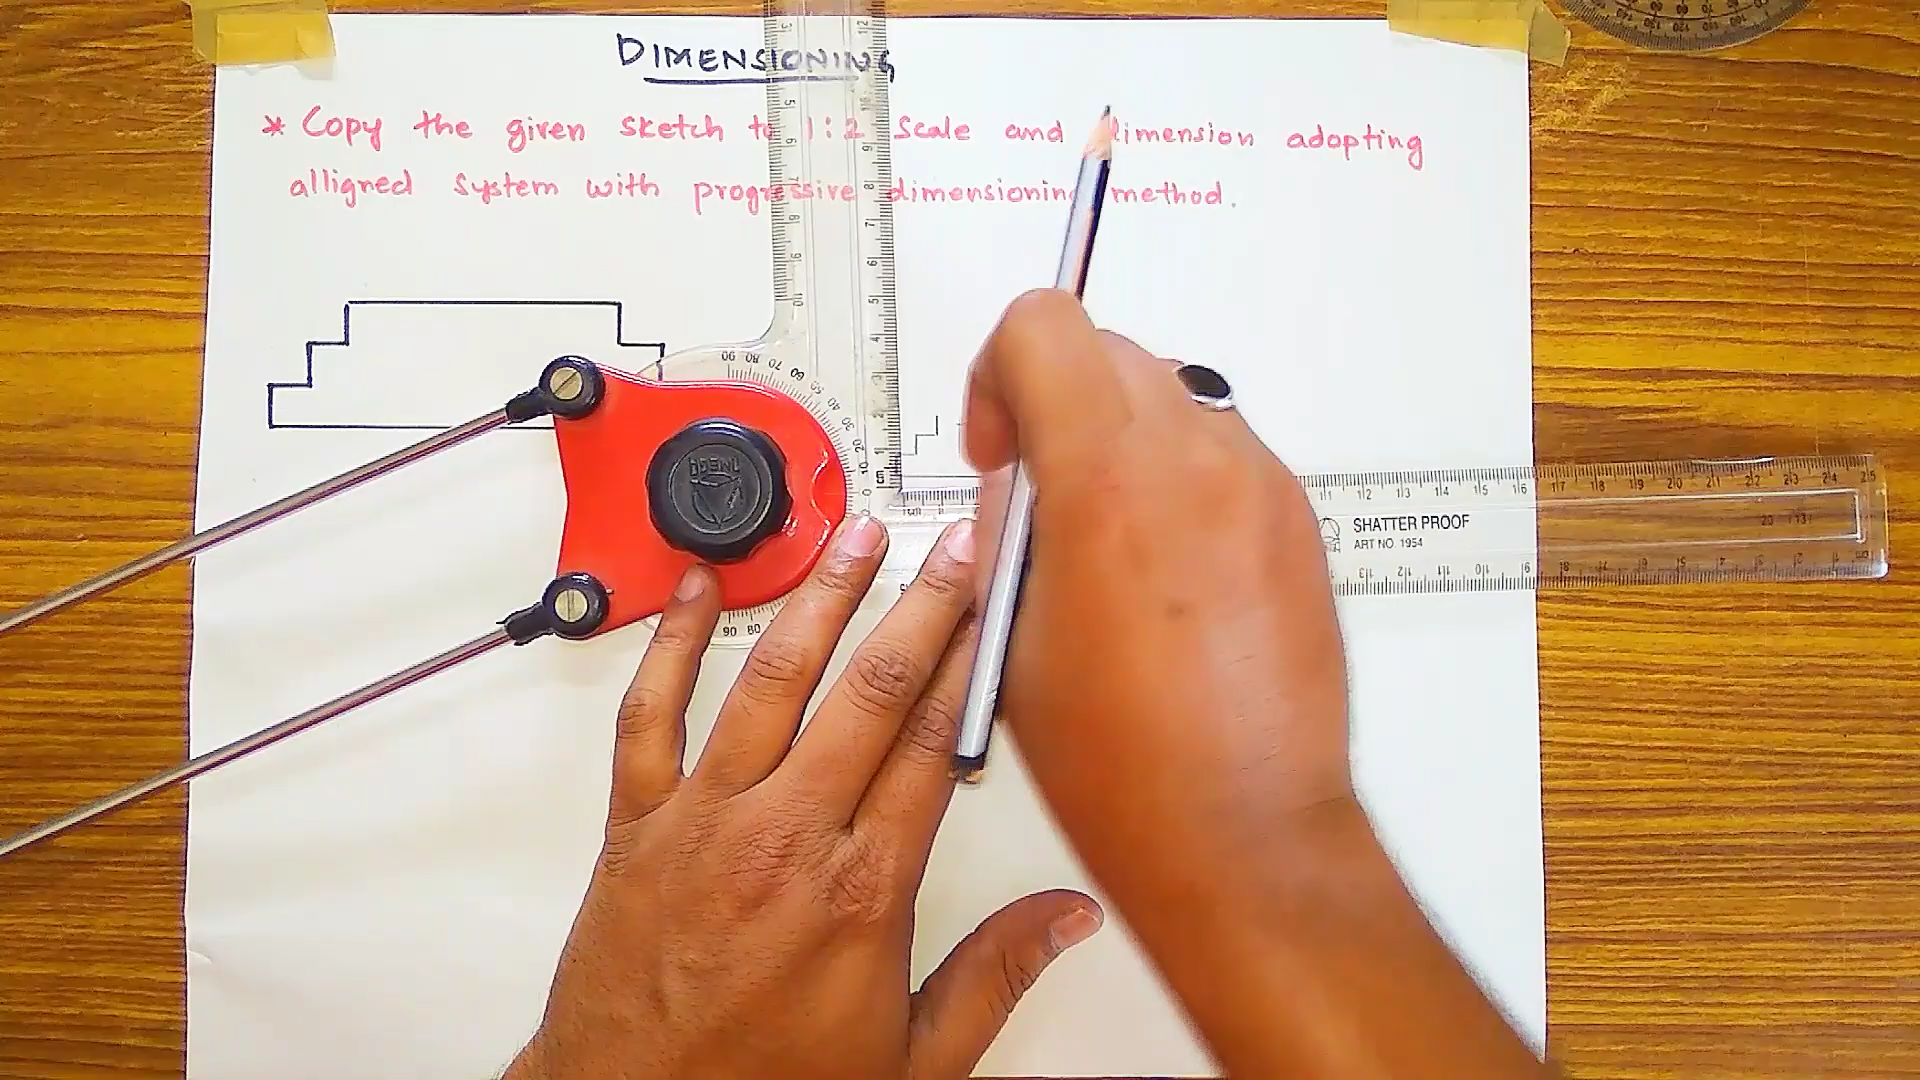 DIMENSIONING
* Copy the given sketch to 1:2 Scale and dimension adopting
alligned system with progressive dimensioning method.
SHATTER PROOF
ART NO. 1954
cm